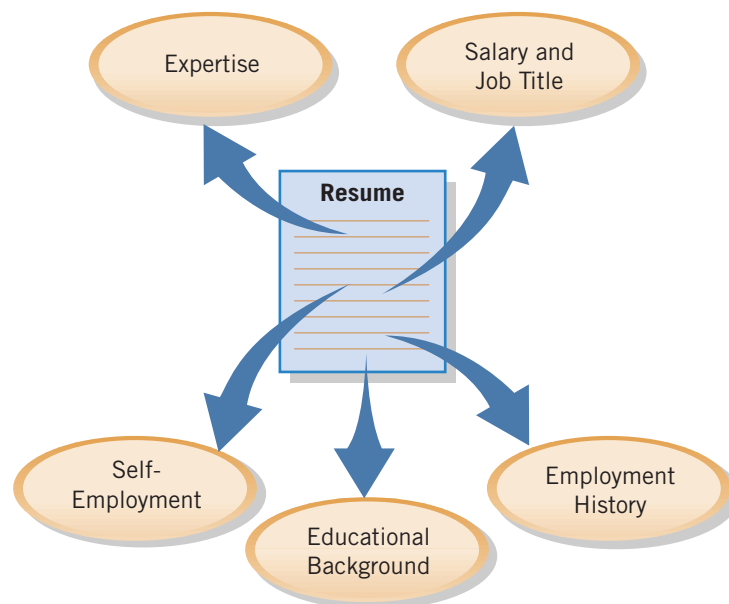 Expertise
Salary and
Job Title
Resume
Self-
Employment
Employment
History
Educational
Background